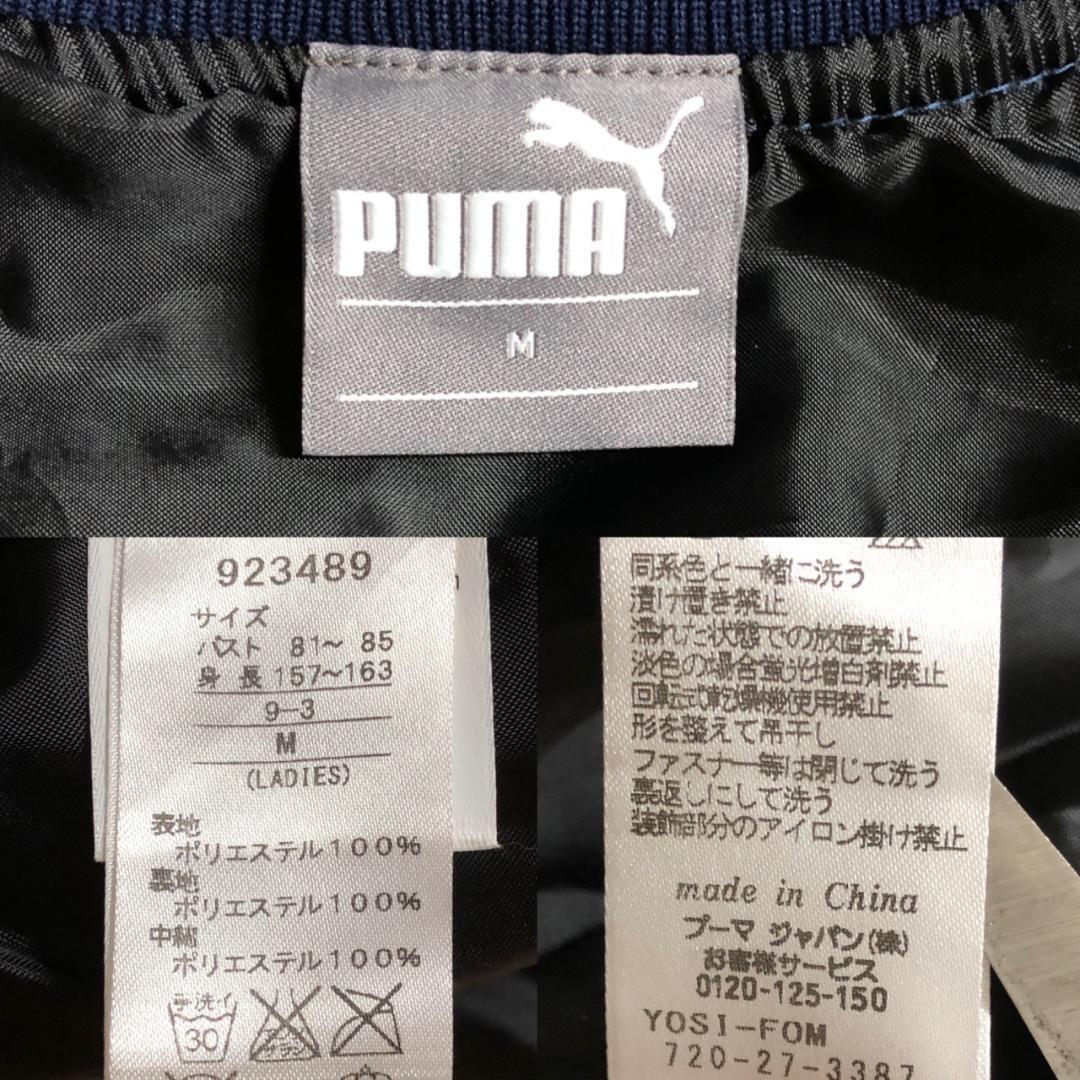 PUMA
M
923489
サイズ
バスト 81～ 85
身 長 157～163
9-3
M
(LADIES)
表地
ポリエステル100%
裏地
ポリエステル100%
中綿
ポリエステル100%
手洗イ
30
エンソサラシ
同系色と一緒に洗う
漬け置き禁止
濡れた状態での放置禁止
淡色の場合蛍光増白剤禁止
回転式乾燥機使用禁止
形を整えて吊干し
ファスナー等は閉じて洗う
裏返しにして洗う
装飾部分のアイロン掛け禁止
made in China
プーマ ジャパン(株)
お客様サービス
0120-125-150
YOSI-FOM
720-27-3387